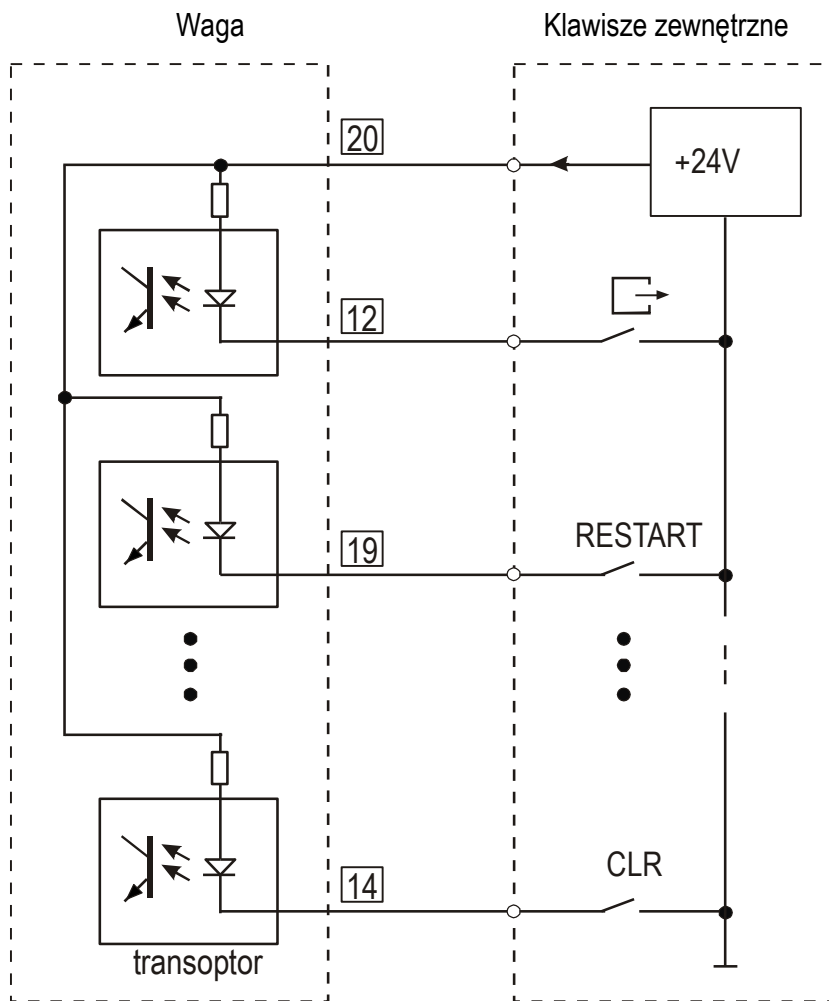 Waga
Klawisze zewnętrzne
20
+24V
12
19
RESTART
14
CLR
transoptor